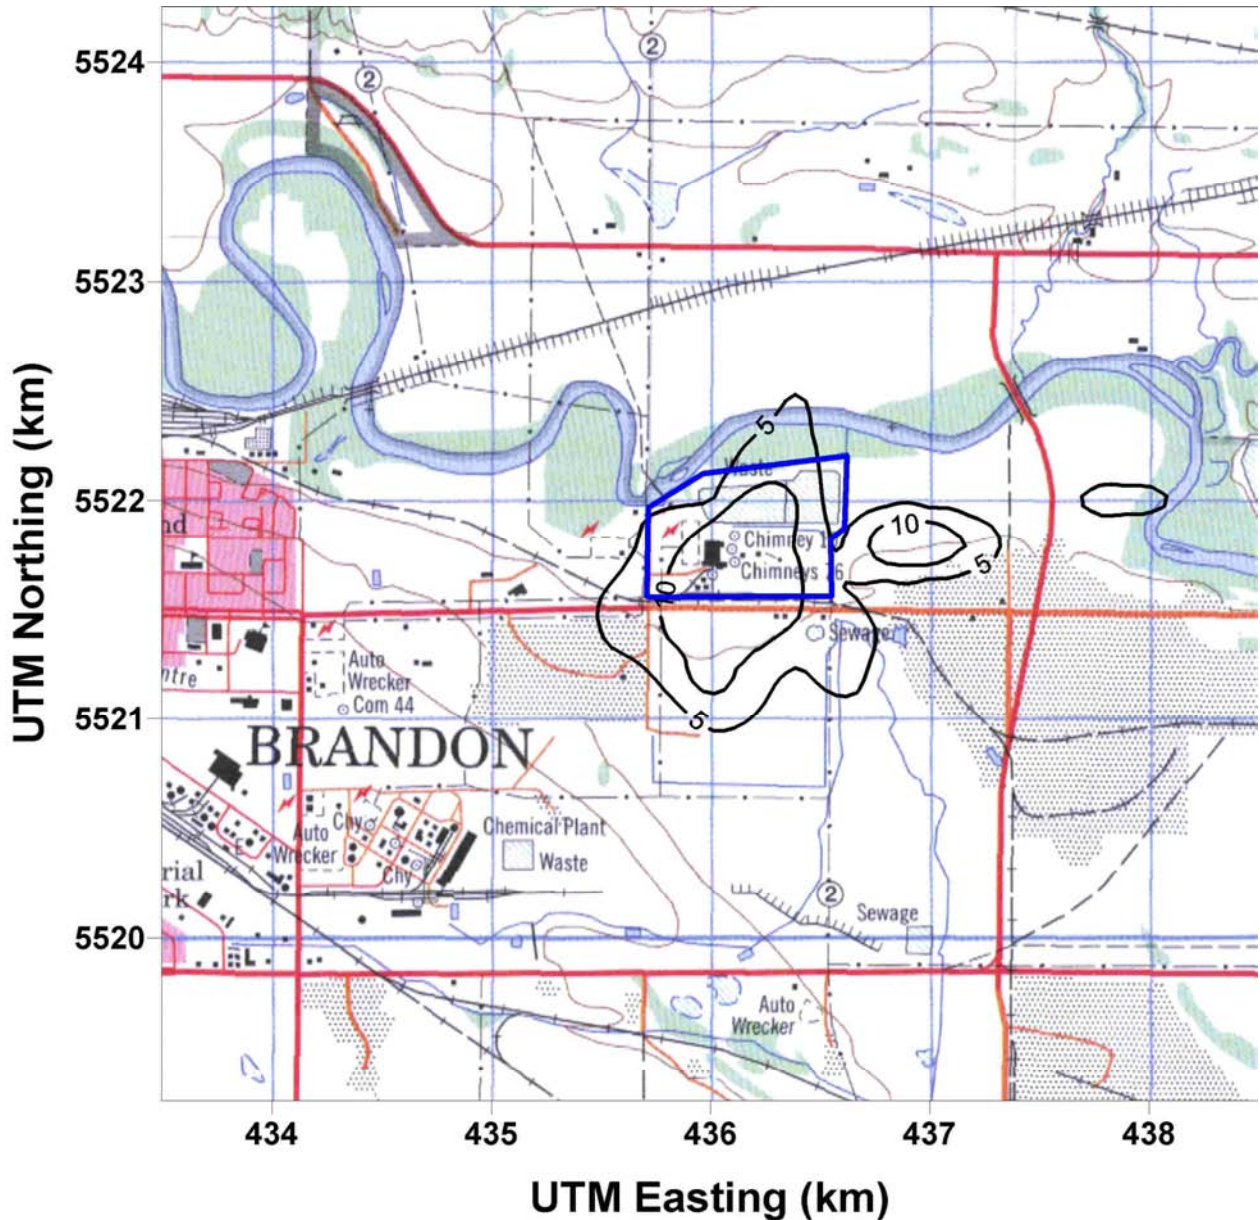 5524
5523
5522
5521
5520
UTM Northing (km)
2
2
5
Waste
10
5
Chimney
Chimneys 16
10
Sewage
5
nd
ntre
Auto
Wrecker
Com 44
BRANDON
Auto
Wrecker
Chy
Chy
Chemical Plant
Waste
rial
rk
2
Sewage
Auto
Wrecker
434
435
436
437
438
UTM Easting (km)